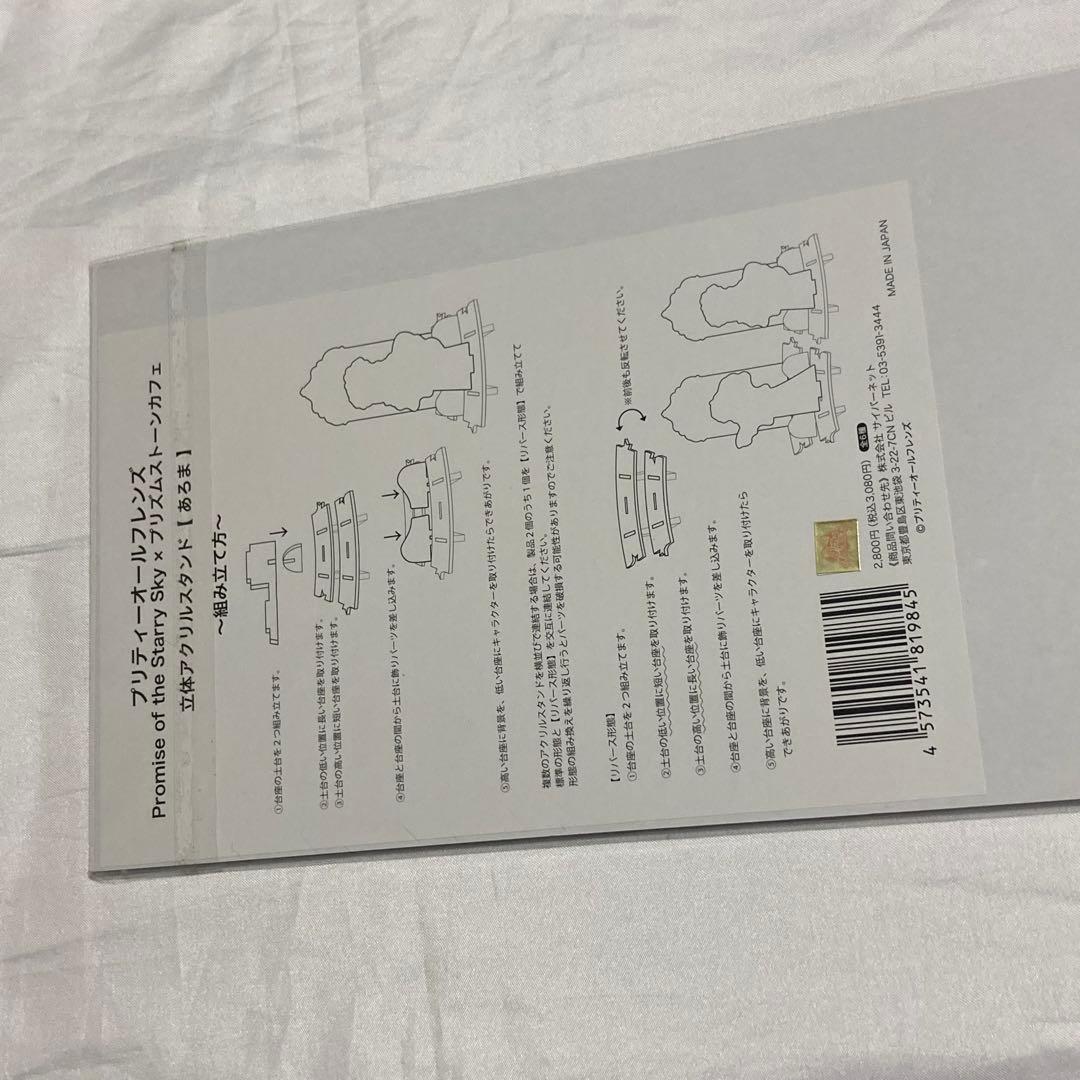 プリティーオールフレンズ
Promise of the Starry Sky × プリズムストーンカフェ
立体アクリルスタンド【 あろま 】
～組み立て方～
①台座の土台を２つ組み立てます。
②土台の低い位置に長い台座を取り付けます。
③土台の高い位置に短い台座を取り付けます。
④台座と台座の間から土台に飾りパーツを差し込みます。
⑤高い台座に背景を、低い台座にキャラクターを取り付けたらできあがりです。
複数のアクリルスタンドを横並びで連結する場合は、製品２個のうち１個を【リバース形態】で組み立てて
標準の形態と【リバース形態】を交互に連結してください。
形態の組み換えを繰り返し行うとパーツを破損する可能性がありますのでご注意ください。
【リバース形態】
①台座の土台を２つ組み立てます。
②土台の低い位置に短い台座を取り付けます。
③土台の高い位置に長い台座を取り付けます。
※前後も反転させてください。
④台座と台座の間から土台に飾りパーツを差し込みます。
⑤高い台座に背景を、低い台座にキャラクターを取り付けたら
できあがりです。
4 573541 819845
2,800円（税込3,080円） 全6種
《商品問い合わせ先》株式会社 サイバーネット
東京都豊島区東池袋 3-22-7CNビル TEL：03-5391-3444
©プリティーオールフレンズ
MADE IN JAPAN